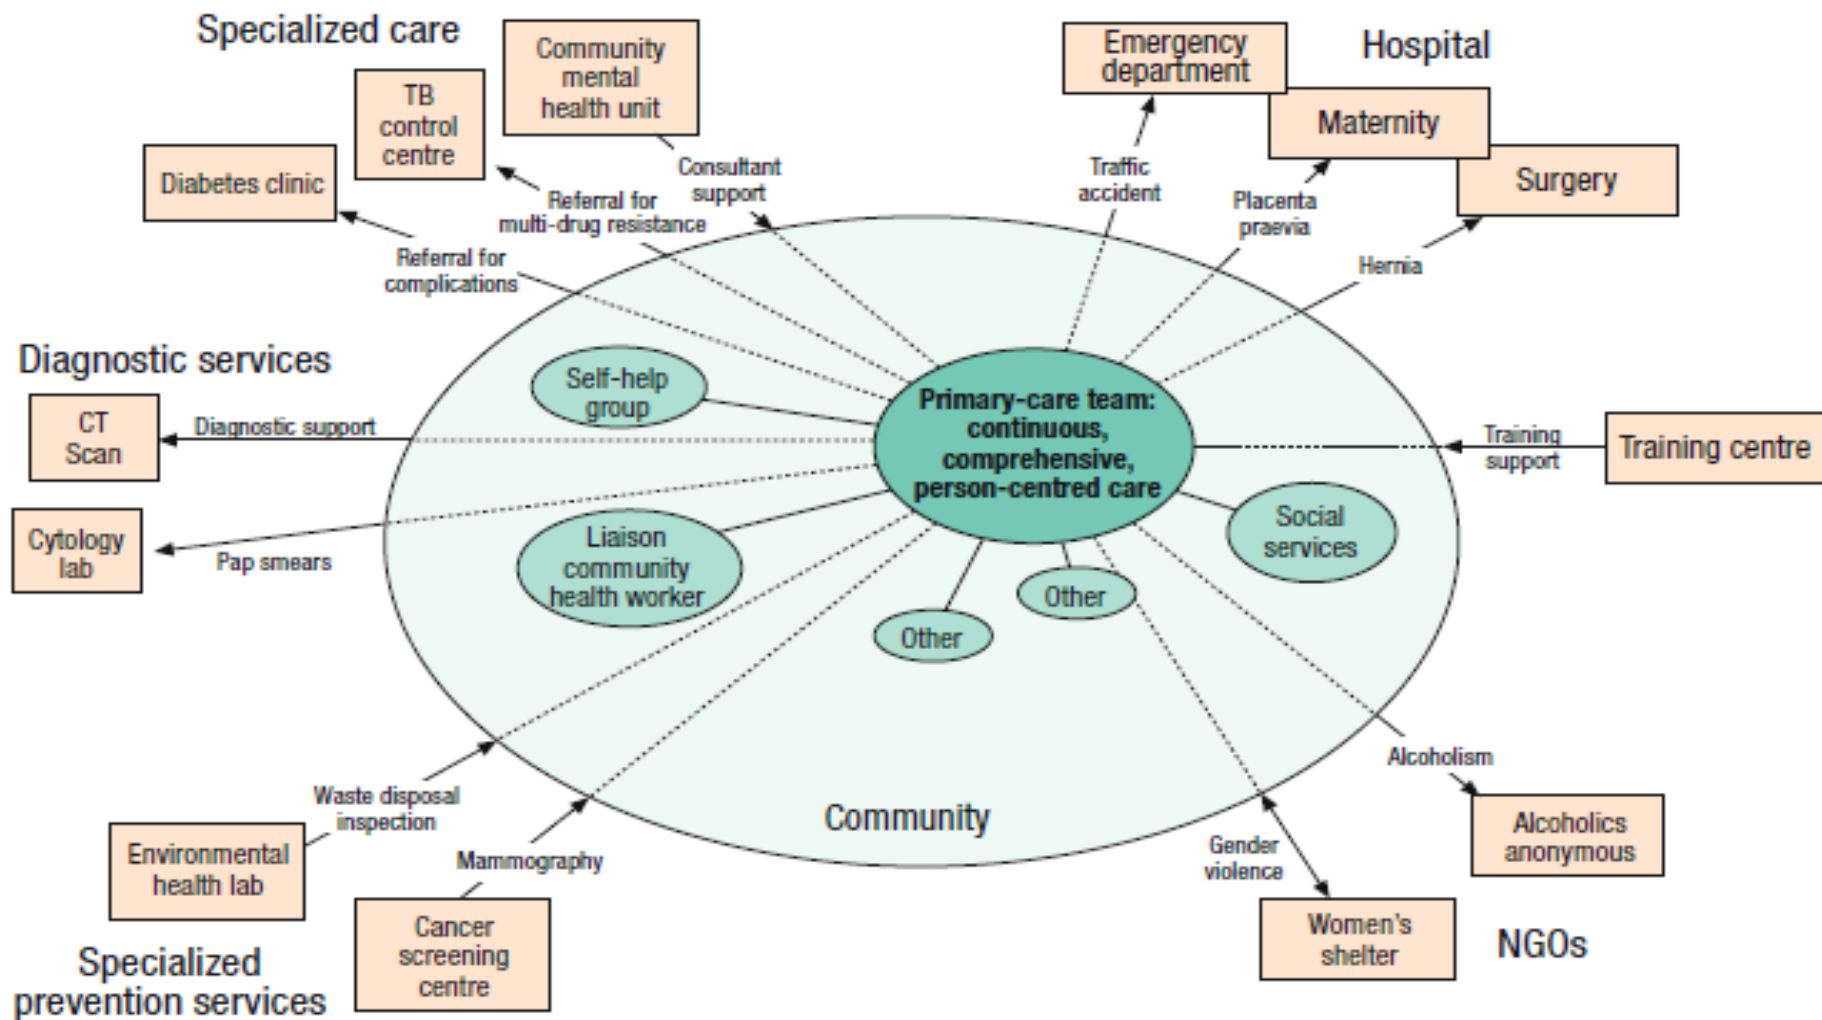 Specialized care
Community
mental
health unit
TB
control
centre
Diabetes clinic
Consultant
support
Referral for
multi-drug resistance
Referral for
complications
Emergency
department
Hospital
Maternity
Surgery
Traffic
accident
Placenta
praevia
Hernia
Diagnostic services
CT
Scan
Diagnostic support
Cytology
lab
Pap smears
Self-help
group
Primary-care team:
continuous,
comprehensive,
person-centred care
Training
support
Training centre
Liaison
community
health worker
Other
Other
Social
services
Community
Waste disposal
inspection
Environmental
health lab
Mammography
Cancer
screening
centre
Specialized
prevention services
Alcoholism
Alcoholics
anonymous
Gender
violence
Women's
shelter
NGOs